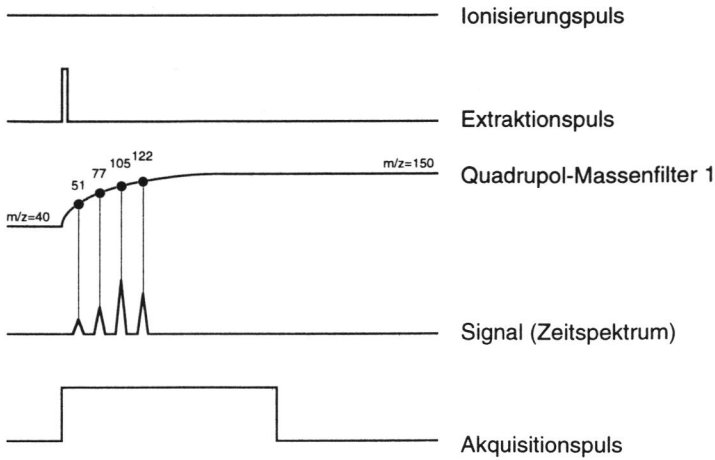 Ionisierungspuls
Extraktionspuls
51 77 105 122
m/z=150
Quadrupol-Massenfilter 1
m/z=40
Signal (Zeitspektrum)
Akquisitionspuls